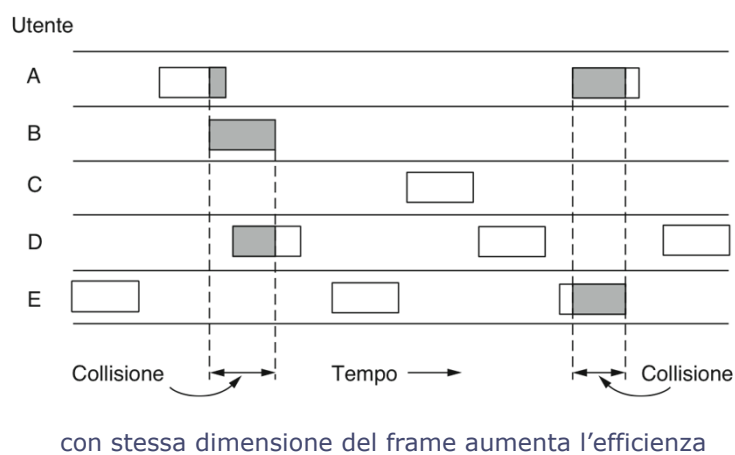 Utente
A
B
C
D
E
Collisione
Tempo
Collisione
con stessa dimensione del frame aumenta l’efficienza